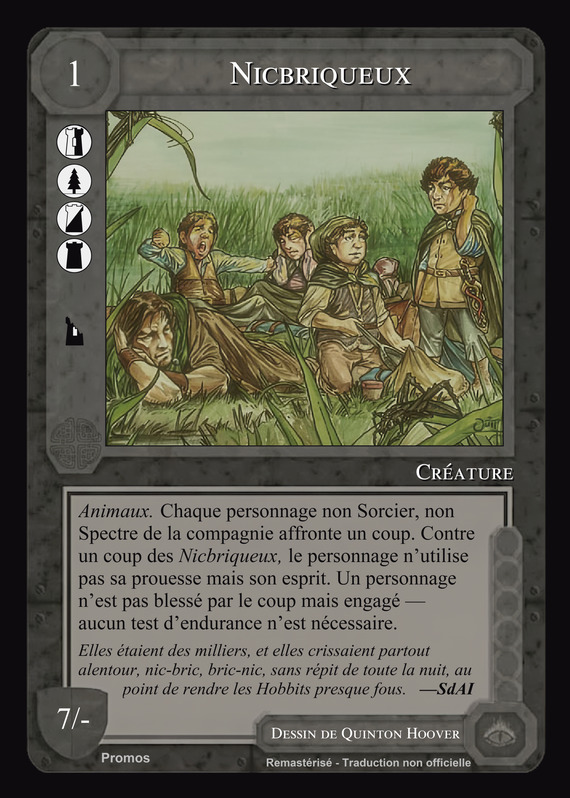 1
Nicbriqueux
Créature
Animaux. Chaque personnage non Sorcier, non
Spectre de la compagnie affronte un coup. Contre
un coup des Nicbriqueux, le personnage n’utilise
pas sa prouesse mais son esprit. Un personnage
n’est pas blessé par le coup mais engagé —
aucun test d’endurance n’est nécessaire.
Elles étaient des milliers, et elles crissaient partout
alentour, nic-bric, bric-nic, sans répit de toute la nuit, au
point de rendre les Hobbits presque fous. —SdAI
7/-
Dessin de Quinton Hoover
Promos
Remastérisé - Traduction non officielle